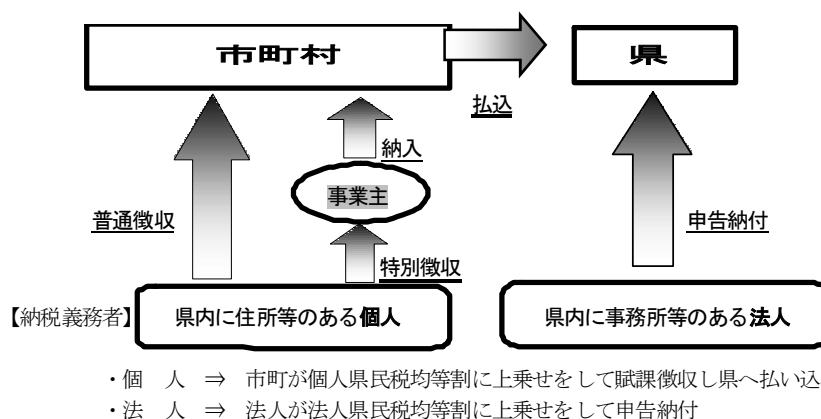 市町村
県
払込
納入
事業主
普通徴収
申告納付
特別徴収
【納税義務者】
県内に住所等のある個人
県内に事務所等のある法人
・個　人　⇒　市町が個人県民税均等割に上乗せをして賦課徴収し県へ払い込
・法　人　⇒　法人が法人県民税均等割に上乗せをして申告納付